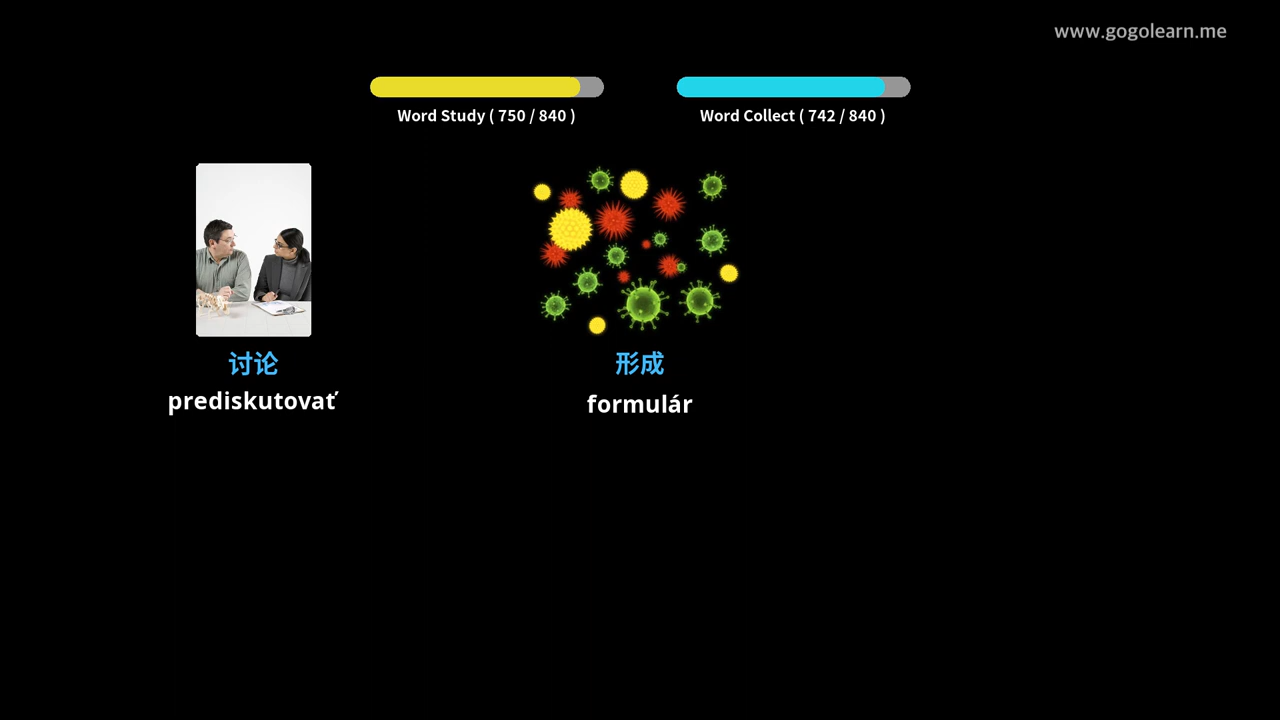 www.gogolearn.me
Word Study ( 750 / 840 )
Word Collect ( 742 / 840 )
讨论
prediskutovať
形成
formulár